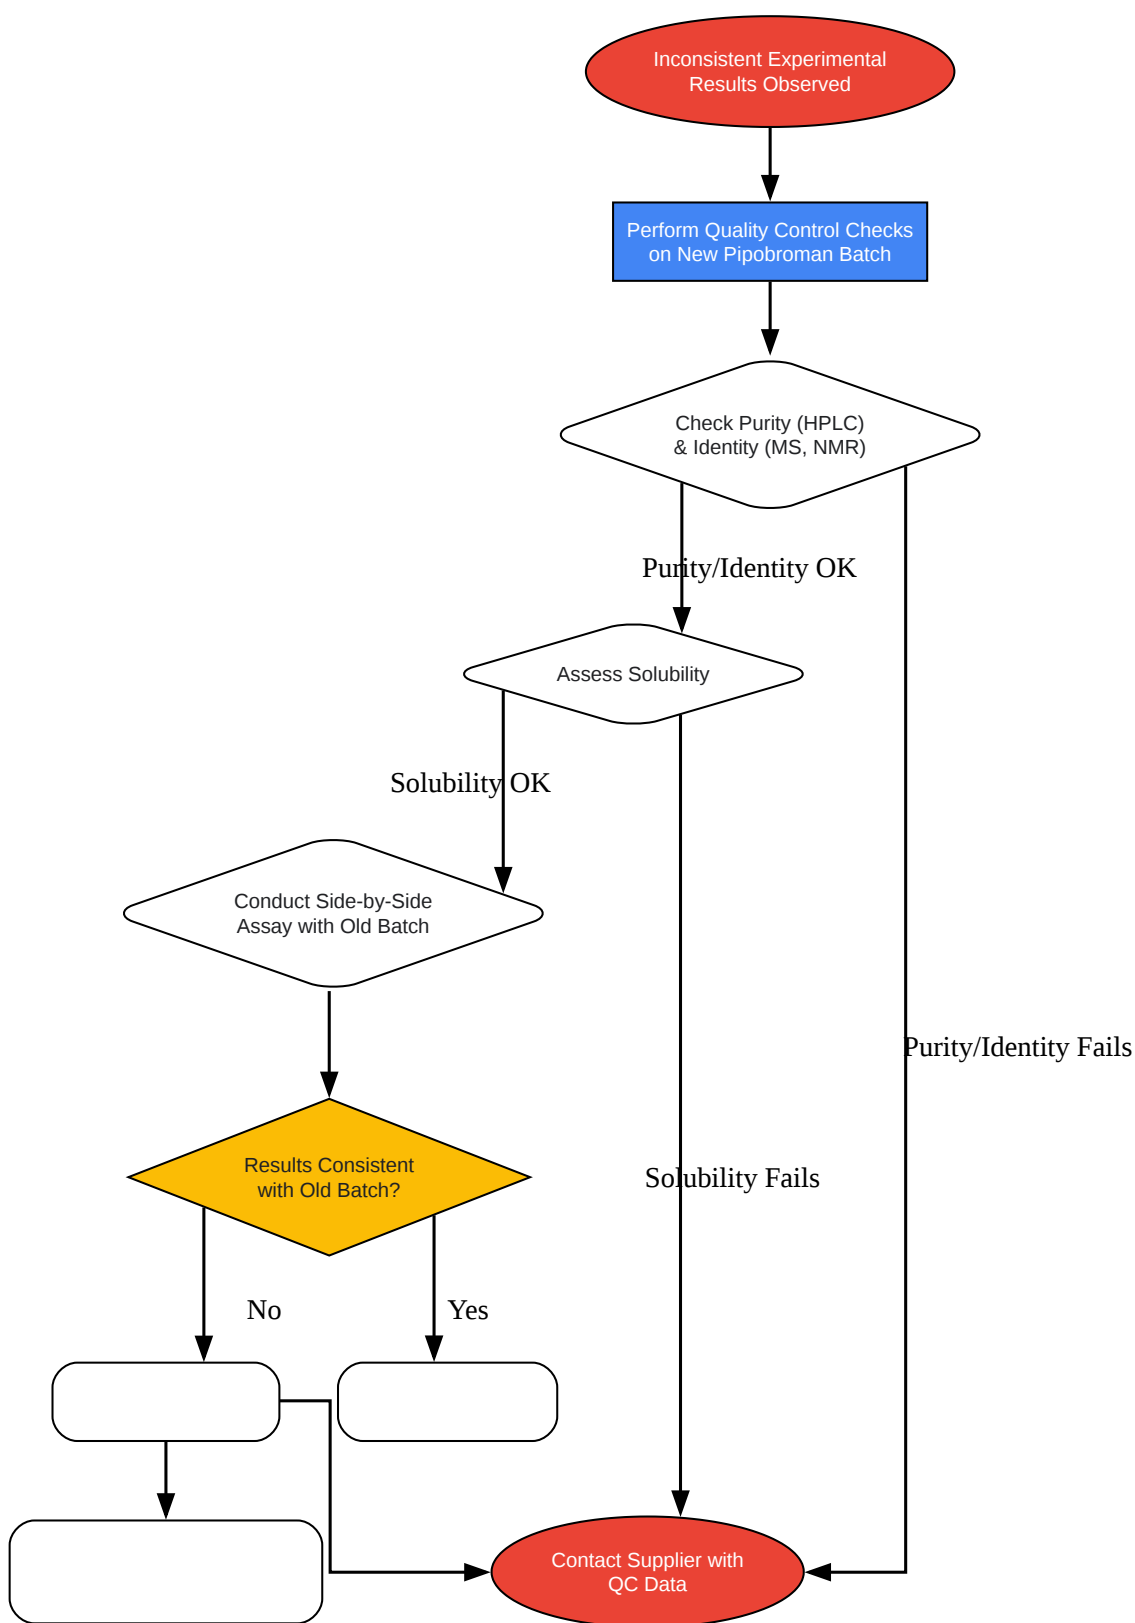 Inconsistent Experimental
Results Observed
Perform Quality Control Checks
on New Pipobroman Batch
Check Purity (HPLC)
& Identity (MS, NMR)
Purity/Identity OK
Assess Solubility
Solubility OK
Conduct Side-by-Side
Assay with Old Batch
Purity/Identity Fails
Results Consistent
with Old Batch?
Solubility Fails
No
Yes
Contact Supplier with
QC Data